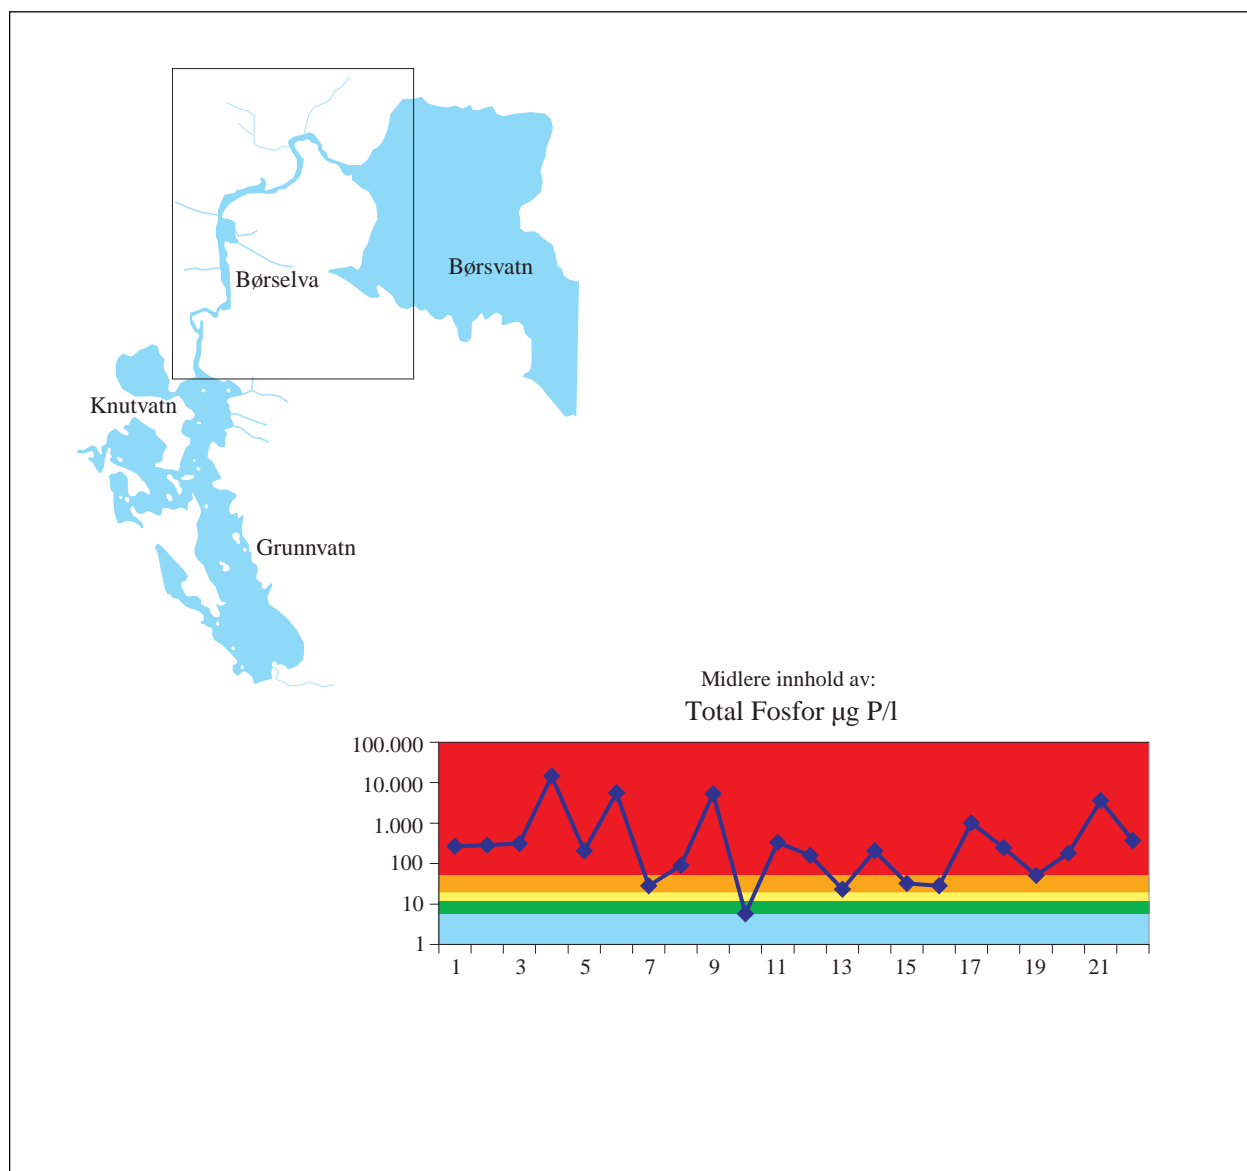 Børselva
Børsvatn
Knutvatn
Grunnvatn
Midlere innhold av:
Total Fosfor µg P/l
100.000
10.000
1.000
100
10
1
1 3 5 7 9 11 13 15 17 19 21